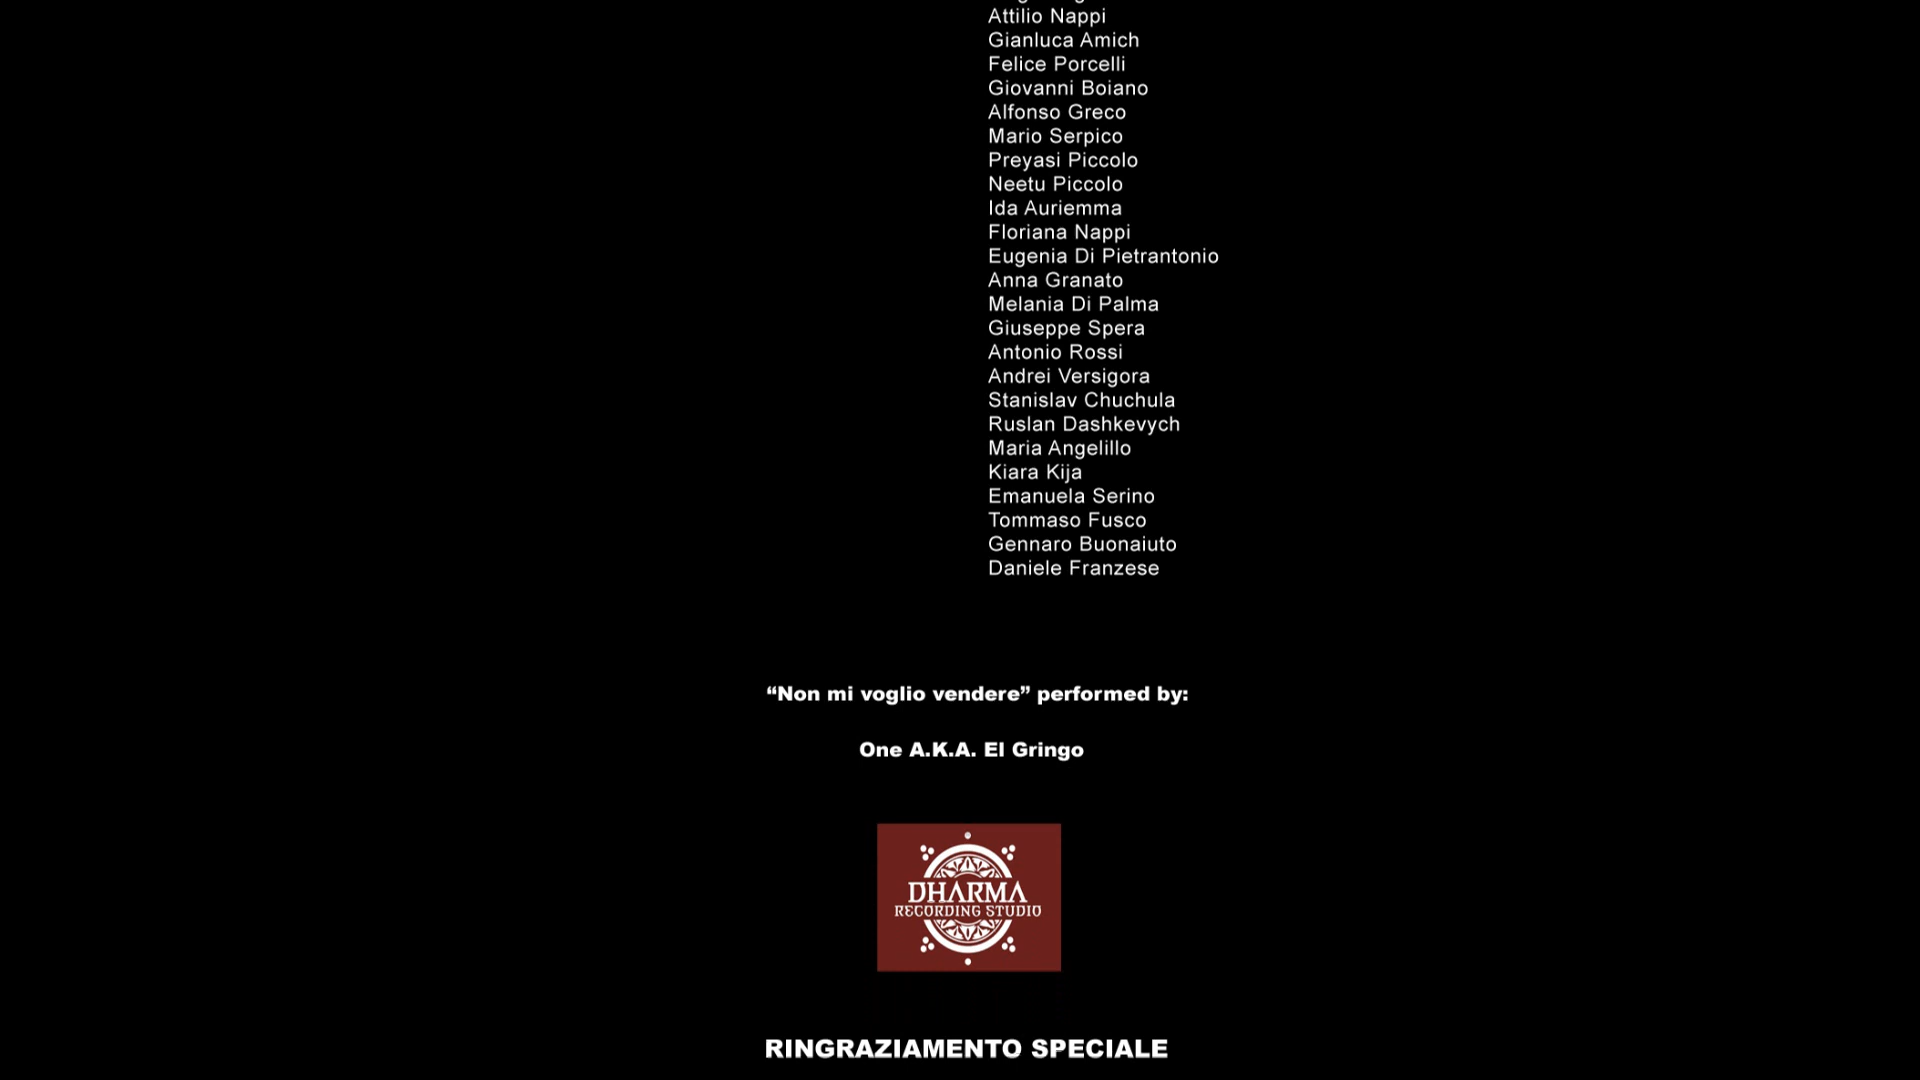 Attilio Nappi
Gianluca Amich
Felice Porcelli
Giovanni Boiano
Alfonso Greco
Mario Serpico
Preyasi Piccolo
Neetu Piccolo
Ida Auriemma
Floriana Nappi
Eugenia Di Pietrantonio
Anna Granato
Melania Di Palma
Giuseppe Spera
Antonio Rossi
Andrei Versigora
Stanislav Chuchula
Ruslan Dashkevych
Maria Angelillo
Kiara Kija
Emanuela Serino
Tommaso Fusco
Gennaro Buonaiuto
Daniele Franzese
“Non mi voglio vendere” performed by:
One A.K.A. El Gringo
DHARMA
RECORDING STUDIO
RINGRAZIAMENTO SPECIALE